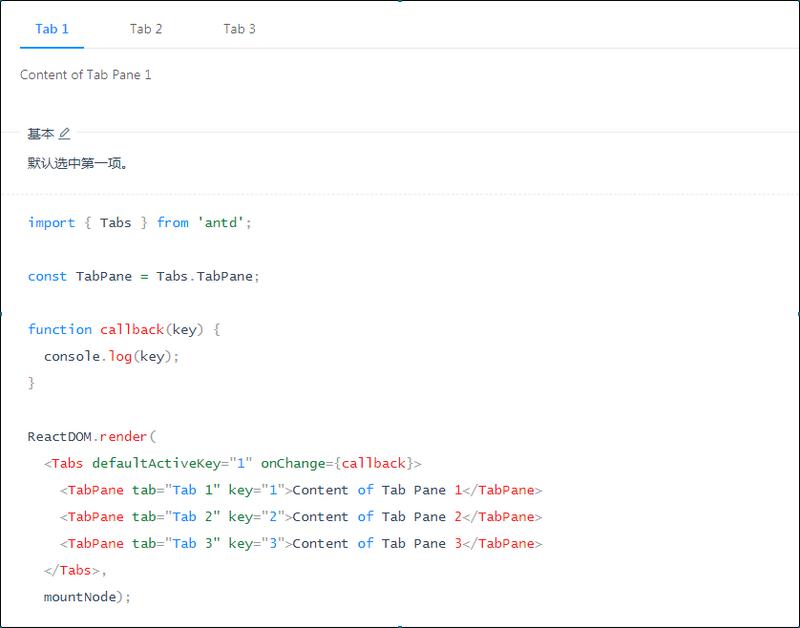 Tab 1 Tab 2 Tab 3
Content of Tab Pane 1
基本
默认选中第一项。
import { Tabs } from 'antd';
const TabPane = Tabs.TabPane;
function callback(key) {
  console.log(key);
}
ReactDOM.render(
  <Tabs defaultActiveKey="1" onChange={callback}>
    <TabPane tab="Tab 1" key="1">Content of Tab Pane 1</TabPane>
    <TabPane tab="Tab 2" key="2">Content of Tab Pane 2</TabPane>
    <TabPane tab="Tab 3" key="3">Content of Tab Pane 3</TabPane>
  </Tabs>,
  mountNode);